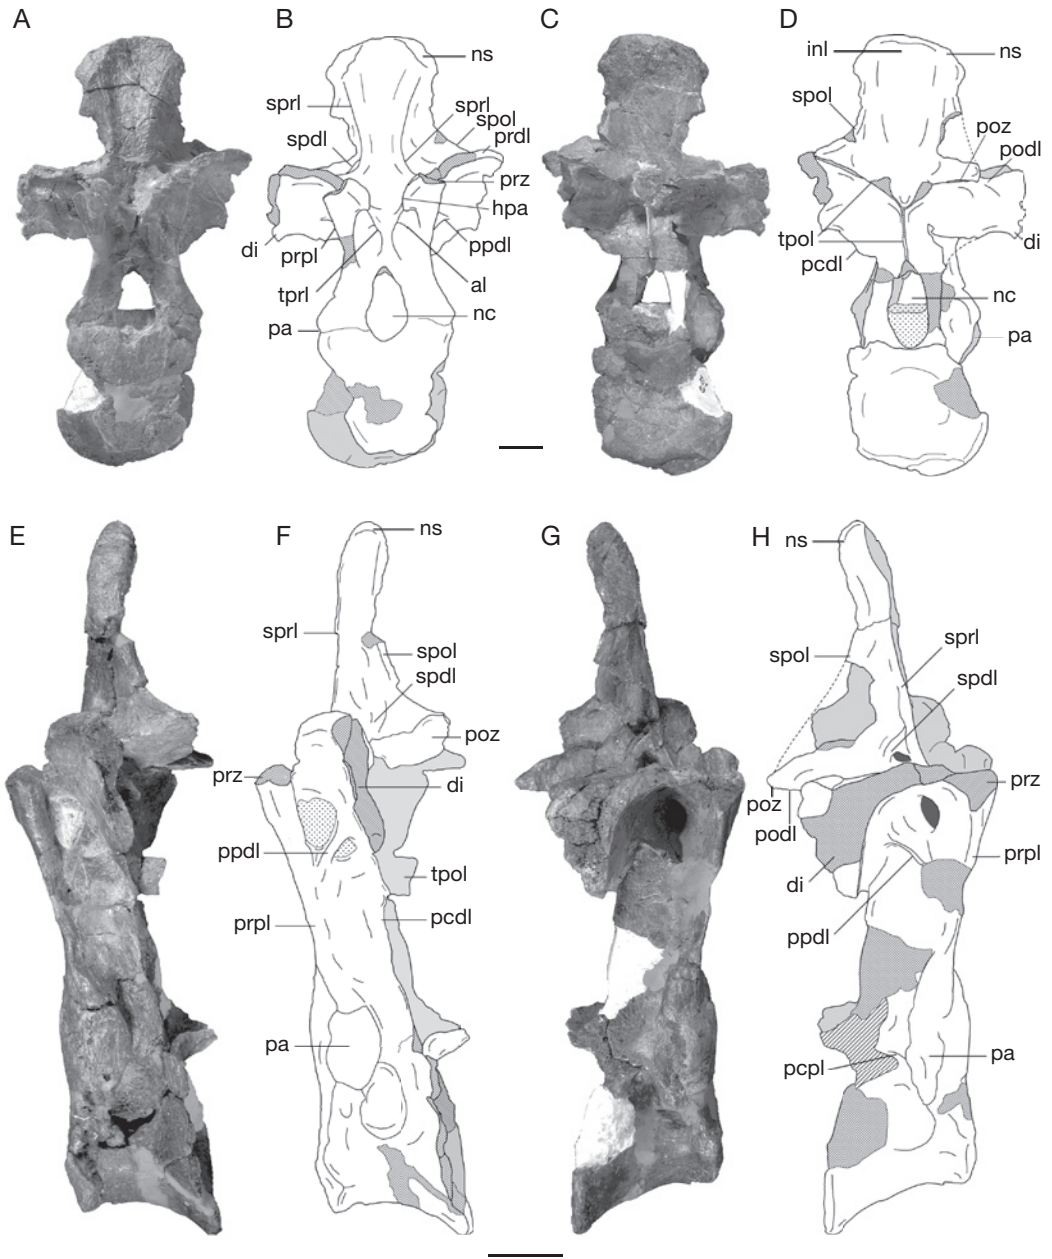 A
B
C
D
ns
sprl
sprl
spol
prdl
spdl
prz
hpa
di
prpl
ppdl
tprl
al
pa
nc
inl
ns
spol
poz
podl
tpol
pcdl
di
nc
pa
E
F
G
H
ns
sprl
spol
spdl
poz
prz
di
ppdl
tpol
prpl
pcdl
pa
ns
spol
sprl
spdl
prz
poz
podl
prpl
di
ppdl
pcpl
pa